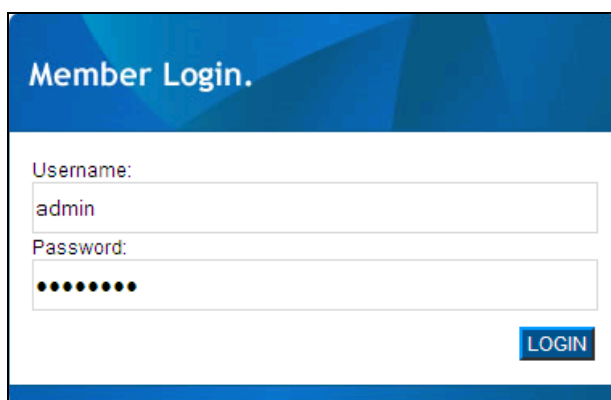 Member Login.
Username:
admin
Password:
••••••••
LOGIN